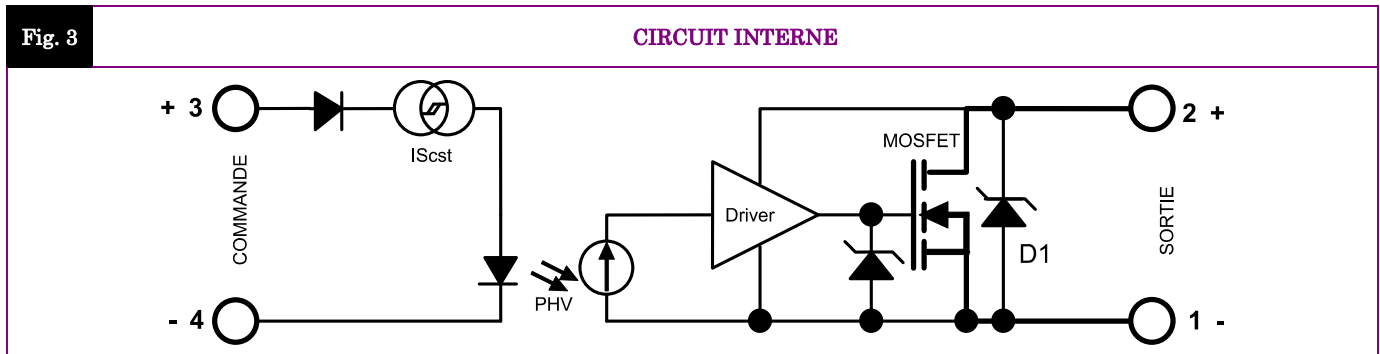 Fig. 3
CIRCUIT INTERNE
+ 3
IScst
COMMANDE
- 4
PHV
Driver
MOSFET
D1
2 +
SORTIE
1 -